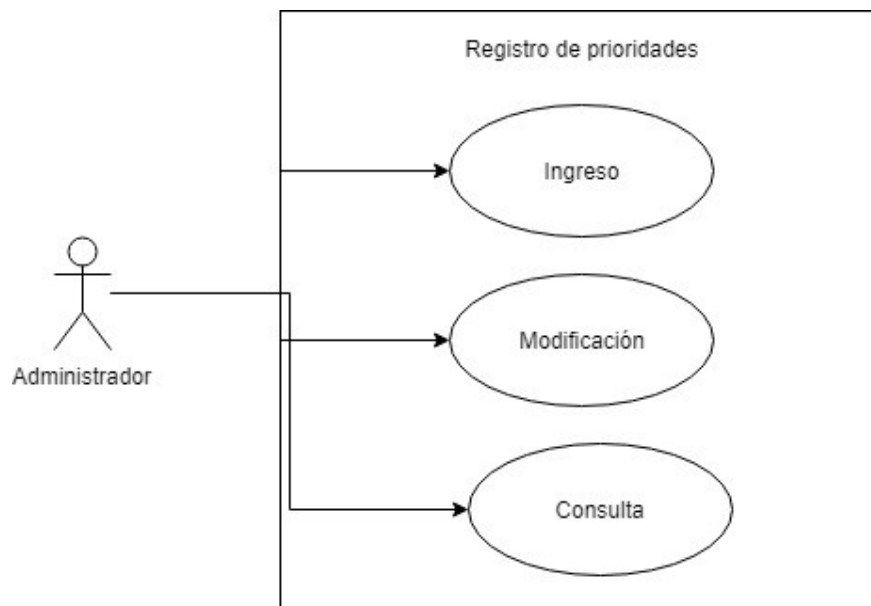 Registro de prioridades
Ingreso
Modificación
Administrador
Consulta